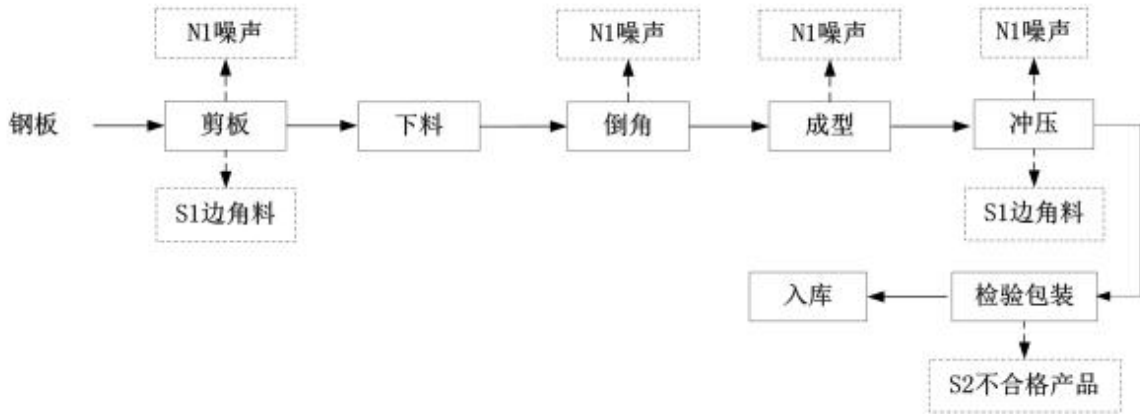 N1噪声
N1噪声
N1噪声
N1噪声
钢板
剪板
下料
倒角
成型
冲压
S1边角料
S1边角料
入库
检验包装
S2不合格产品